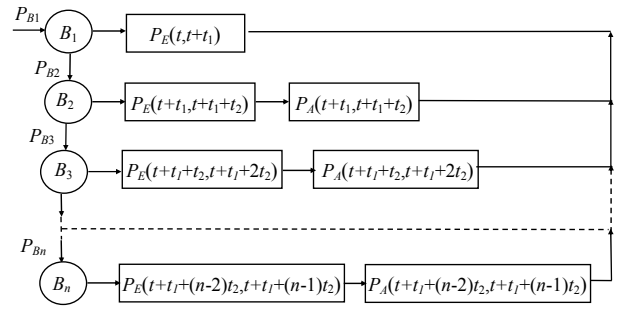 P_B1
B_1 P_E(t,t+t_1)
P_B2
B_2 P_E(t+t_1,t+t_1+t_2) P_A(t+t_1,t+t_1+t_2)
P_B3
B_3 P_E(t+t_1+t_2,t+t_1+2t_2) P_A(t+t_1+t_2,t+t_1+2t_2)
P_Bn
B_n P_E(t+t_1+(n-2)t_2,t+t_1+(n-1)t_2) P_A(t+t_1+(n-2)t_2,t+t_1+(n-1)t_2)